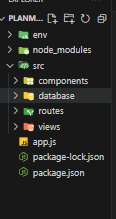 PLANM...
env
node_modules
src
components
database
routes
views
app.js
package-lock.json
package.json